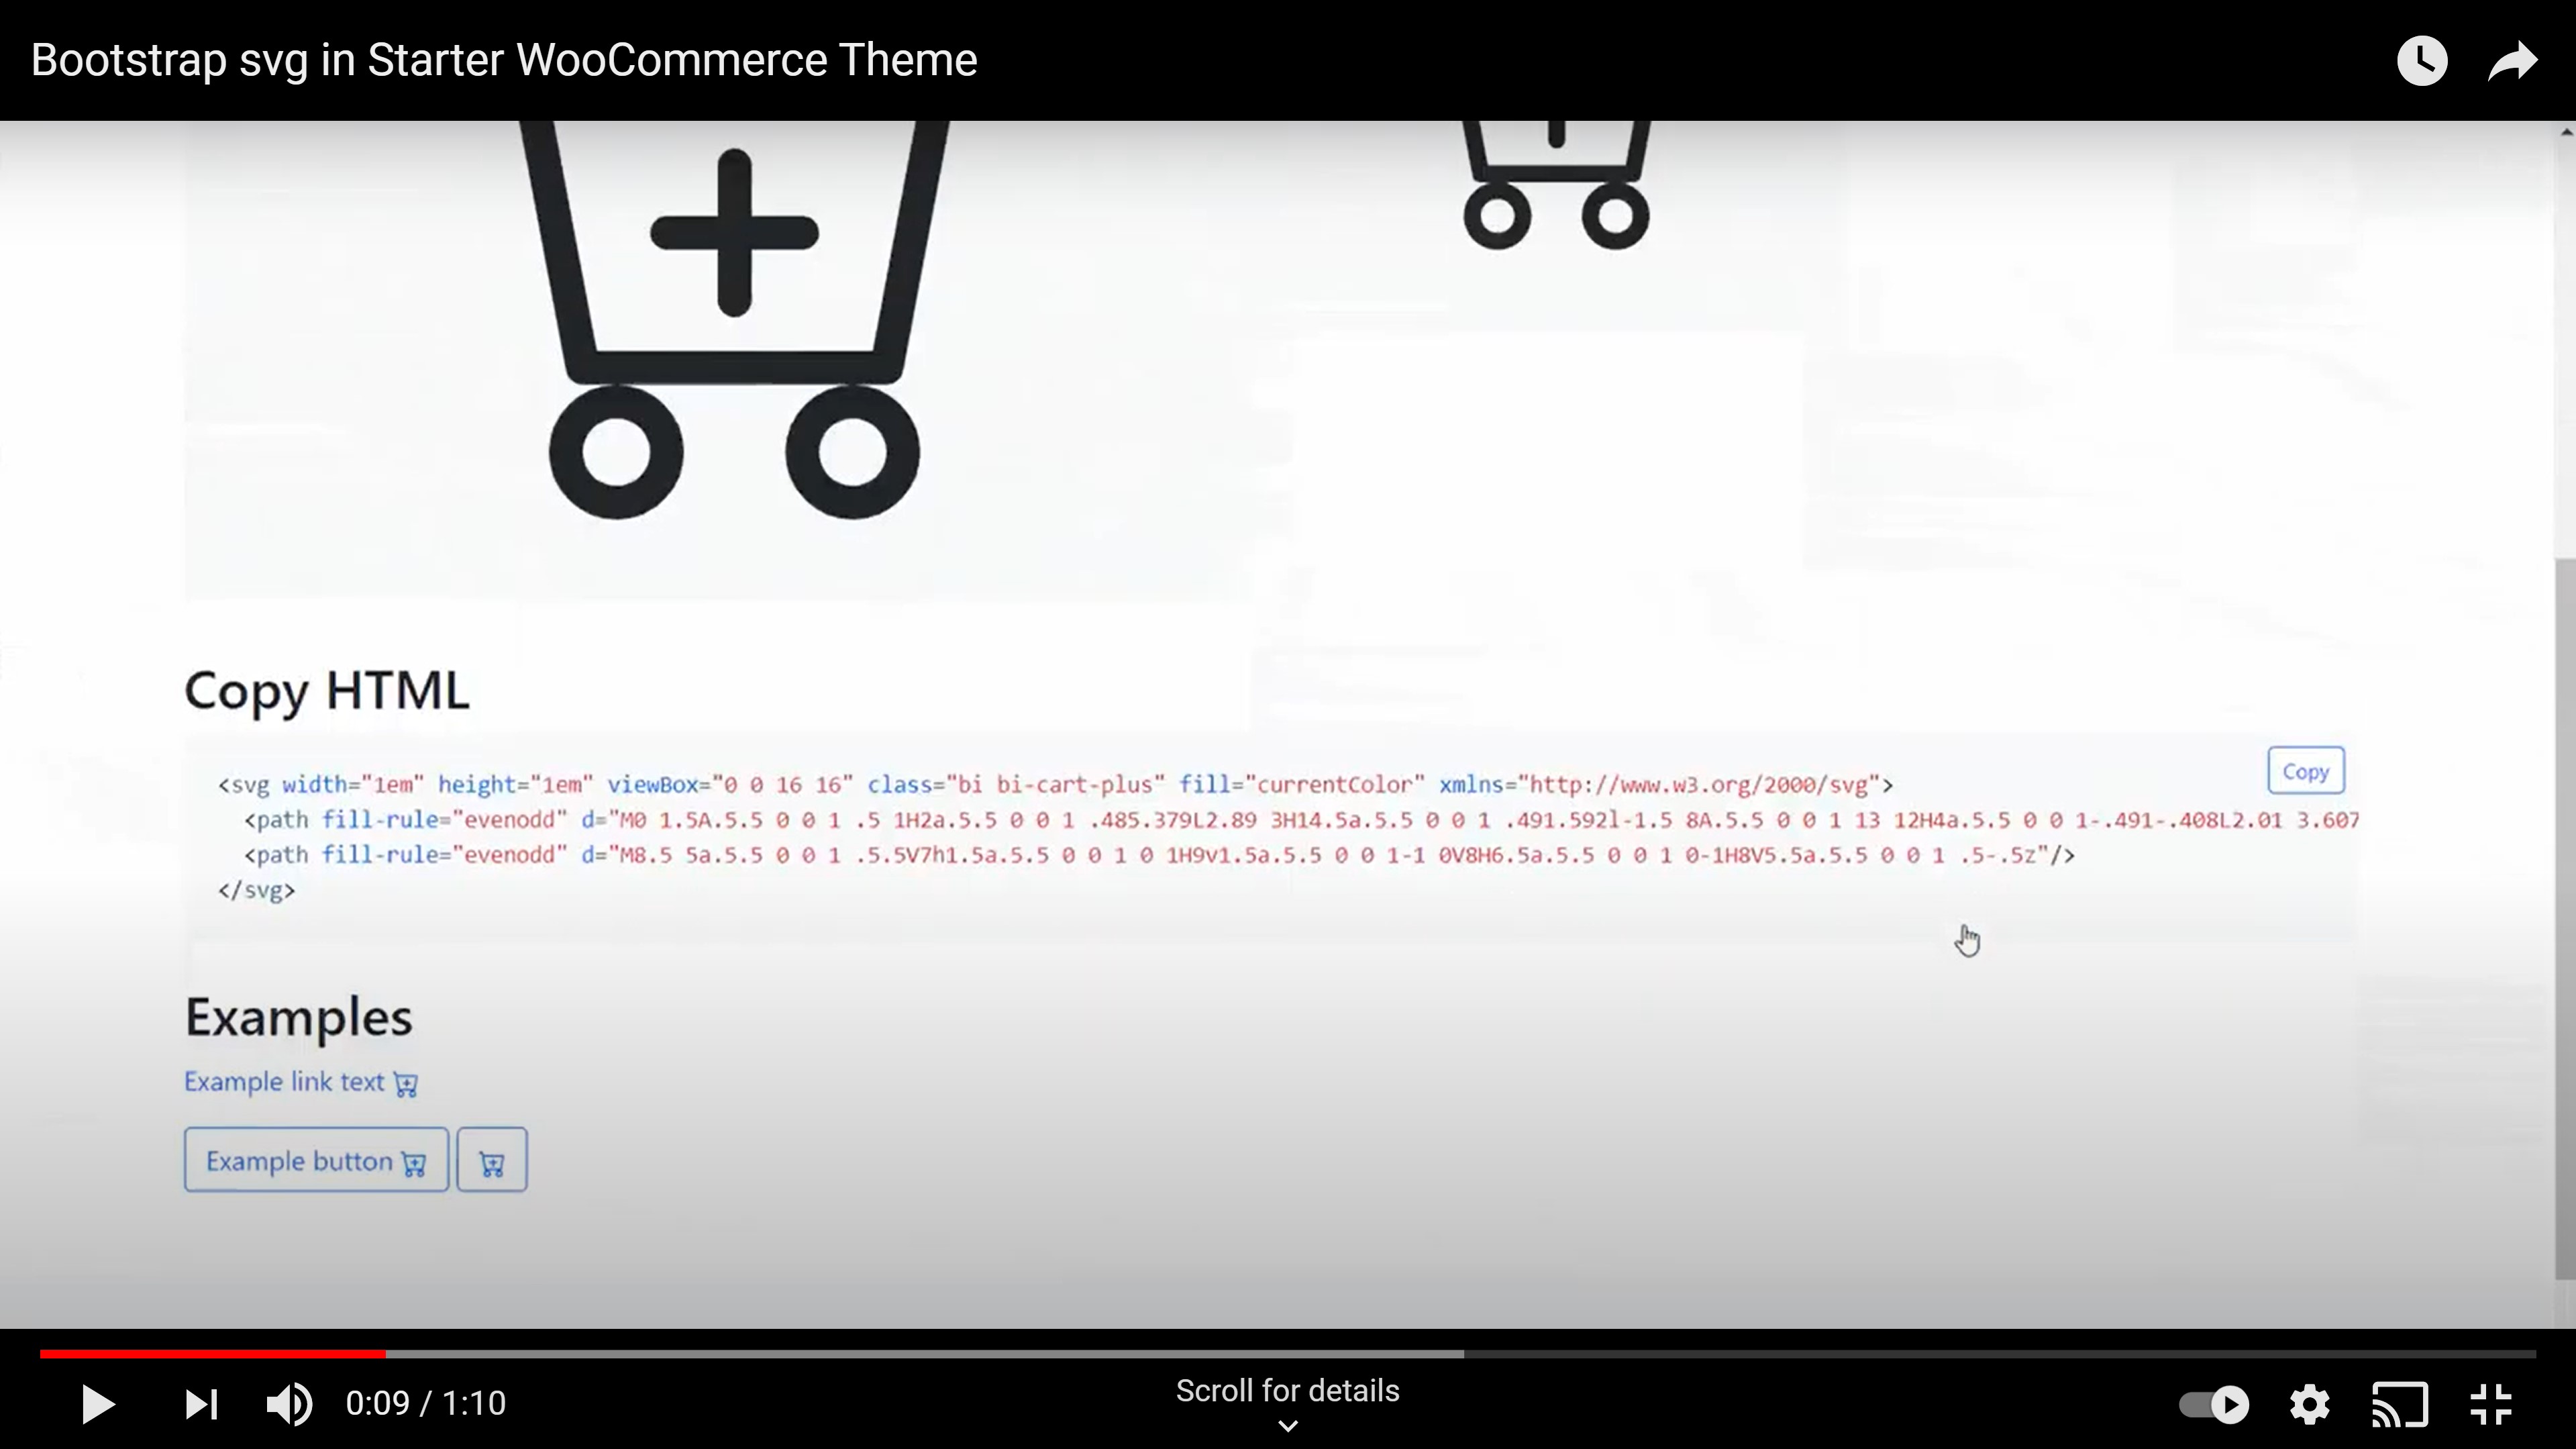 Bootstrap svg in Starter WooCommerce Theme
Copy HTML
Copy
<svg width="1em" height="1em" viewBox="0 0 16 16" class="bi bi-cart-plus" fill="currentColor" xmlns="http://www.w3.org/2000/svg">
<path fill-rule="evenodd" d="M0 1.5A.5.5 0 0 1 .5 1H2a.5.5 0 0 1 .485.379L2.89 3H14.5a.5.5 0 0 1 .491.592l-1.5 8A.5.5 0 0 1 13 12H4a.5.5 0 0 1-.491-.408L2.01 3.607
<path fill-rule="evenodd" d="M8.5 5a.5.5 0 0 1 .5.5V7h1.5a.5.5 0 0 1 0 1H9v1.5a.5.5 0 0 1-1 0V8H6.5a.5.5 0 0 1 0-1H8V5.5a.5.5 0 0 1 .5-.5z"/>
</svg>
Examples
Example link text
Example button
0:09 / 1:10
Scroll for details